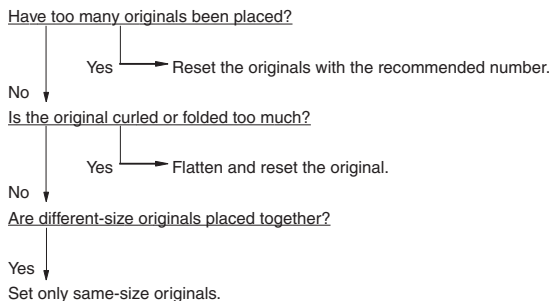 Have too many originals been placed?
Yes Reset the originals with the recommended number.
No
Is the original curled or folded too much?
Yes Flatten and reset the original.
No
Are different-size originals placed together?
Yes
Set only same-size originals.